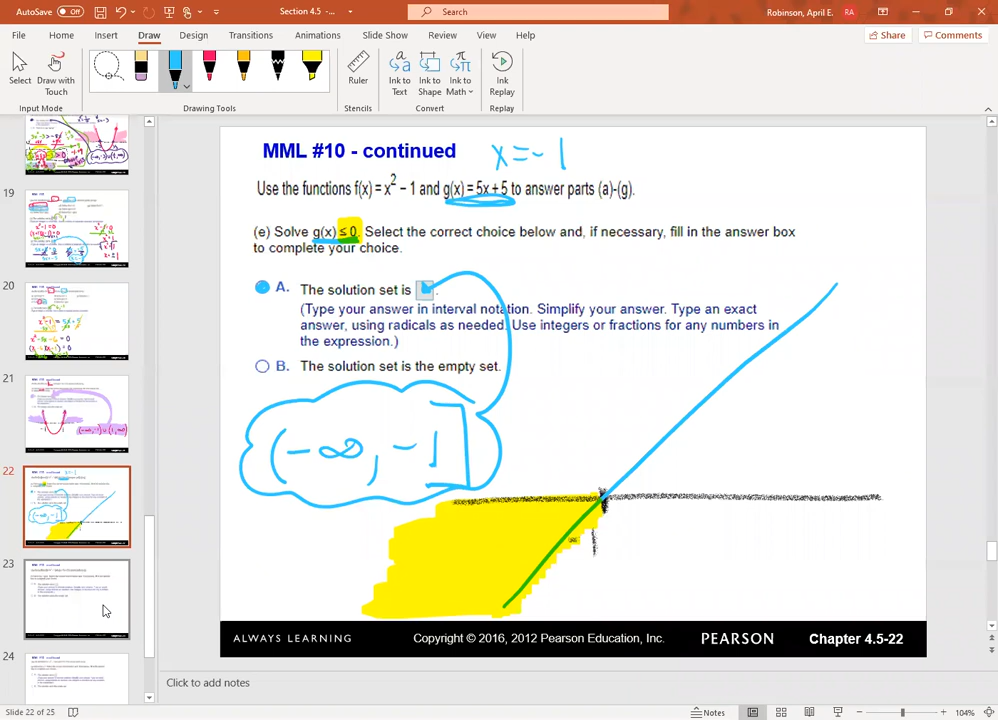 AutoSave Off
Section 4.5 -
Search
Robinson, April E.
RA
File Home Insert Draw Design Transitions Animations Slide Show Review View Help
Share Comments
Select
Draw with Touch
Ruler
Ink to Text
Ink to Shape
Ink to Math
Ink Replay
Input Mode
Drawing Tools
Stencils
Convert
Replay
19
20
21
22
23
24
MML #10 - continued
x = - 1
Use the functions f(x) = x² − 1 and g(x) = 5x + 5 to answer parts (a)-(g).
(e) Solve g(x) ≤ 0. Select the correct choice below and, if necessary, fill in the answer box
to complete your choice.
A. The solution set is .
(Type your answer in interval notation. Simplify your answer. Type an exact
answer, using radicals as needed. Use integers or fractions for any numbers in
the expression.)
B. The solution set is the empty set.
(-∞, -1]
ALWAYS LEARNING
Copyright © 2016, 2012 Pearson Education, Inc.
PEARSON
Chapter 4.5-22
Click to add notes
Slide 22 of 25
Notes
104%